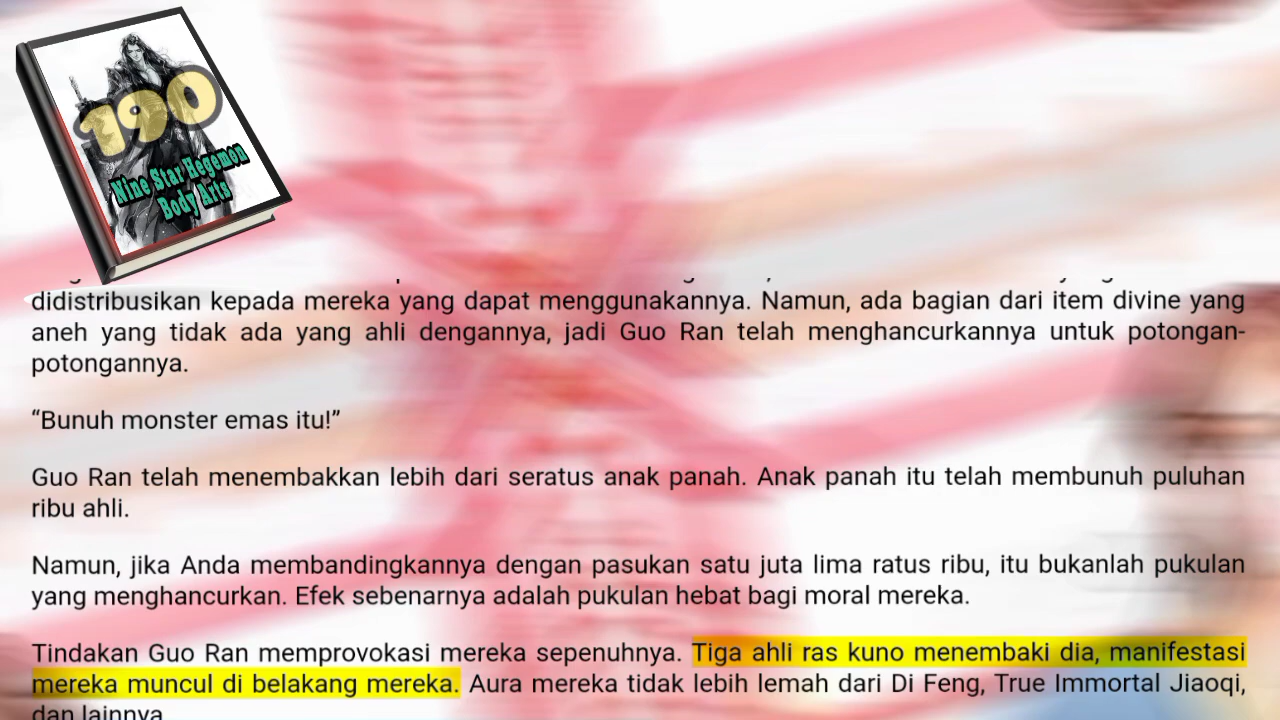 190
Nine Star Hegemon
Body Arts
didistribusikan kepada mereka yang dapat menggunakannya. Namun, ada bagian dari item divine yang
aneh yang tidak ada yang ahli dengannya, jadi Guo Ran telah menghancurkannya untuk potongan-
potongannya.
“Bunuh monster emas itu!”
Guo Ran telah menembakkan lebih dari seratus anak panah. Anak panah itu telah membunuh puluhan
ribu ahli.
Namun, jika Anda membandingkannya dengan pasukan satu juta lima ratus ribu, itu bukanlah pukulan
yang menghancurkan. Efek sebenarnya adalah pukulan hebat bagi moral mereka.
Tindakan Guo Ran memprovokasi mereka sepenuhnya. Tiga ahli ras kuno menembaki dia, manifestasi
mereka muncul di belakang mereka. Aura mereka tidak lebih lemah dari Di Feng, True Immortal Jiaoqi,
dan lainnya